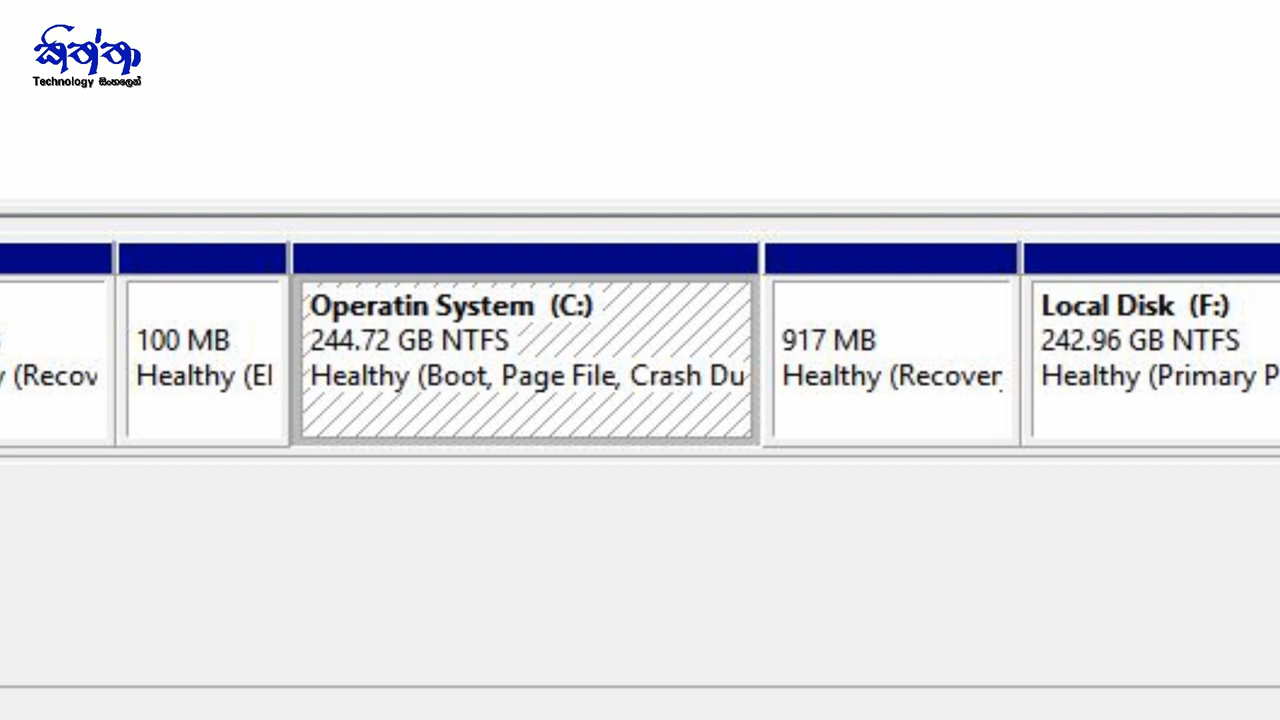 කිත්තා
Technology සිංහලෙන්
Operatin System (C:)
Local Disk (F:)
100 MB
244.72 GB NTFS
917 MB
242.96 GB NTFS
(Recov
Healthy (El
Healthy (Boot, Page File, Crash Du
Healthy (Recover
Healthy (Primary P